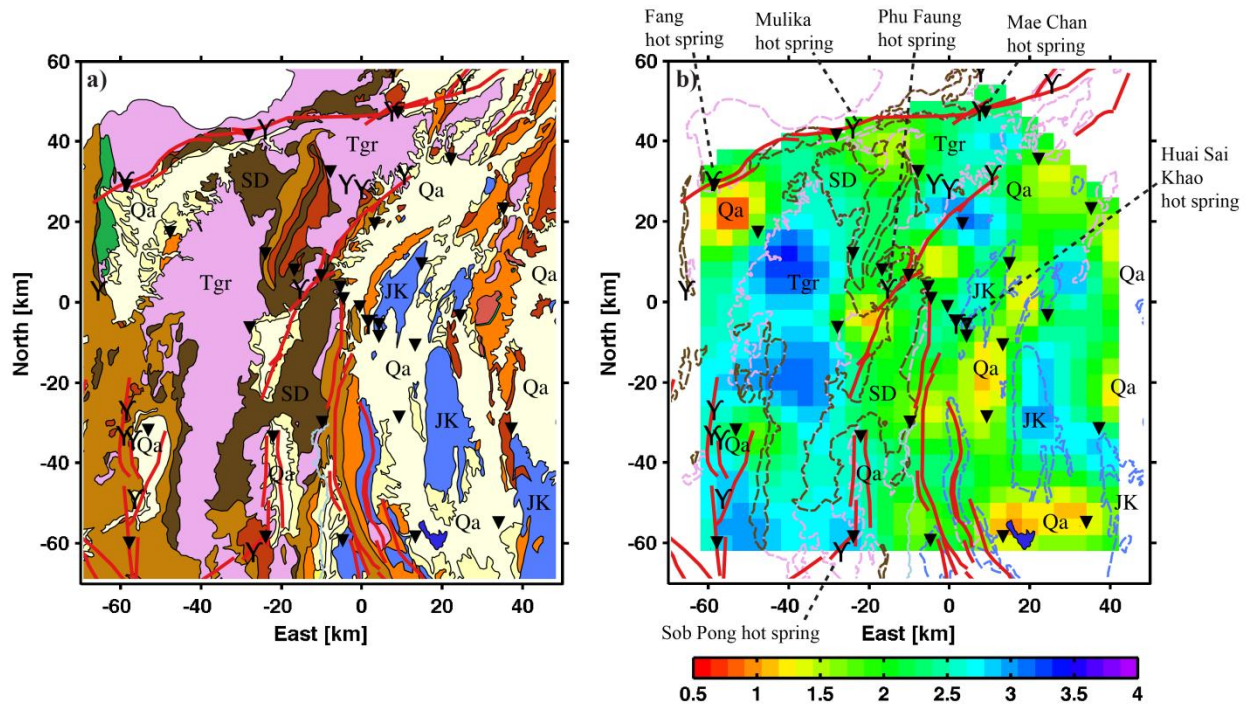 Fang
hot spring
Mulika
hot spring
Phu Faung
hot spring
Mae Chan
hot spring
a)
b)
Huai Sai
Khao
hot spring
60
40
20
0
-20
-40
-60
North [km]
Tgr
SD
Qa
Qa
Tgr
Qa
JK
Qa
SD
JK
Qa
Qa
Qa
Qa
JK
-60
-40
-20
0
20
40
East [km]
60
40
20
0
-20
-40
-60
North [km]
Tgr
SD
Qa
Qa
Tgr
Qa
JK
Qa
SD
JK
Qa
Qa
Qa
JK
Qa
-60
-40
-20
0
20
40
East [km]
Sob Pong hot spring
0.5
1
1.5
2
2.5
3
3.5
4